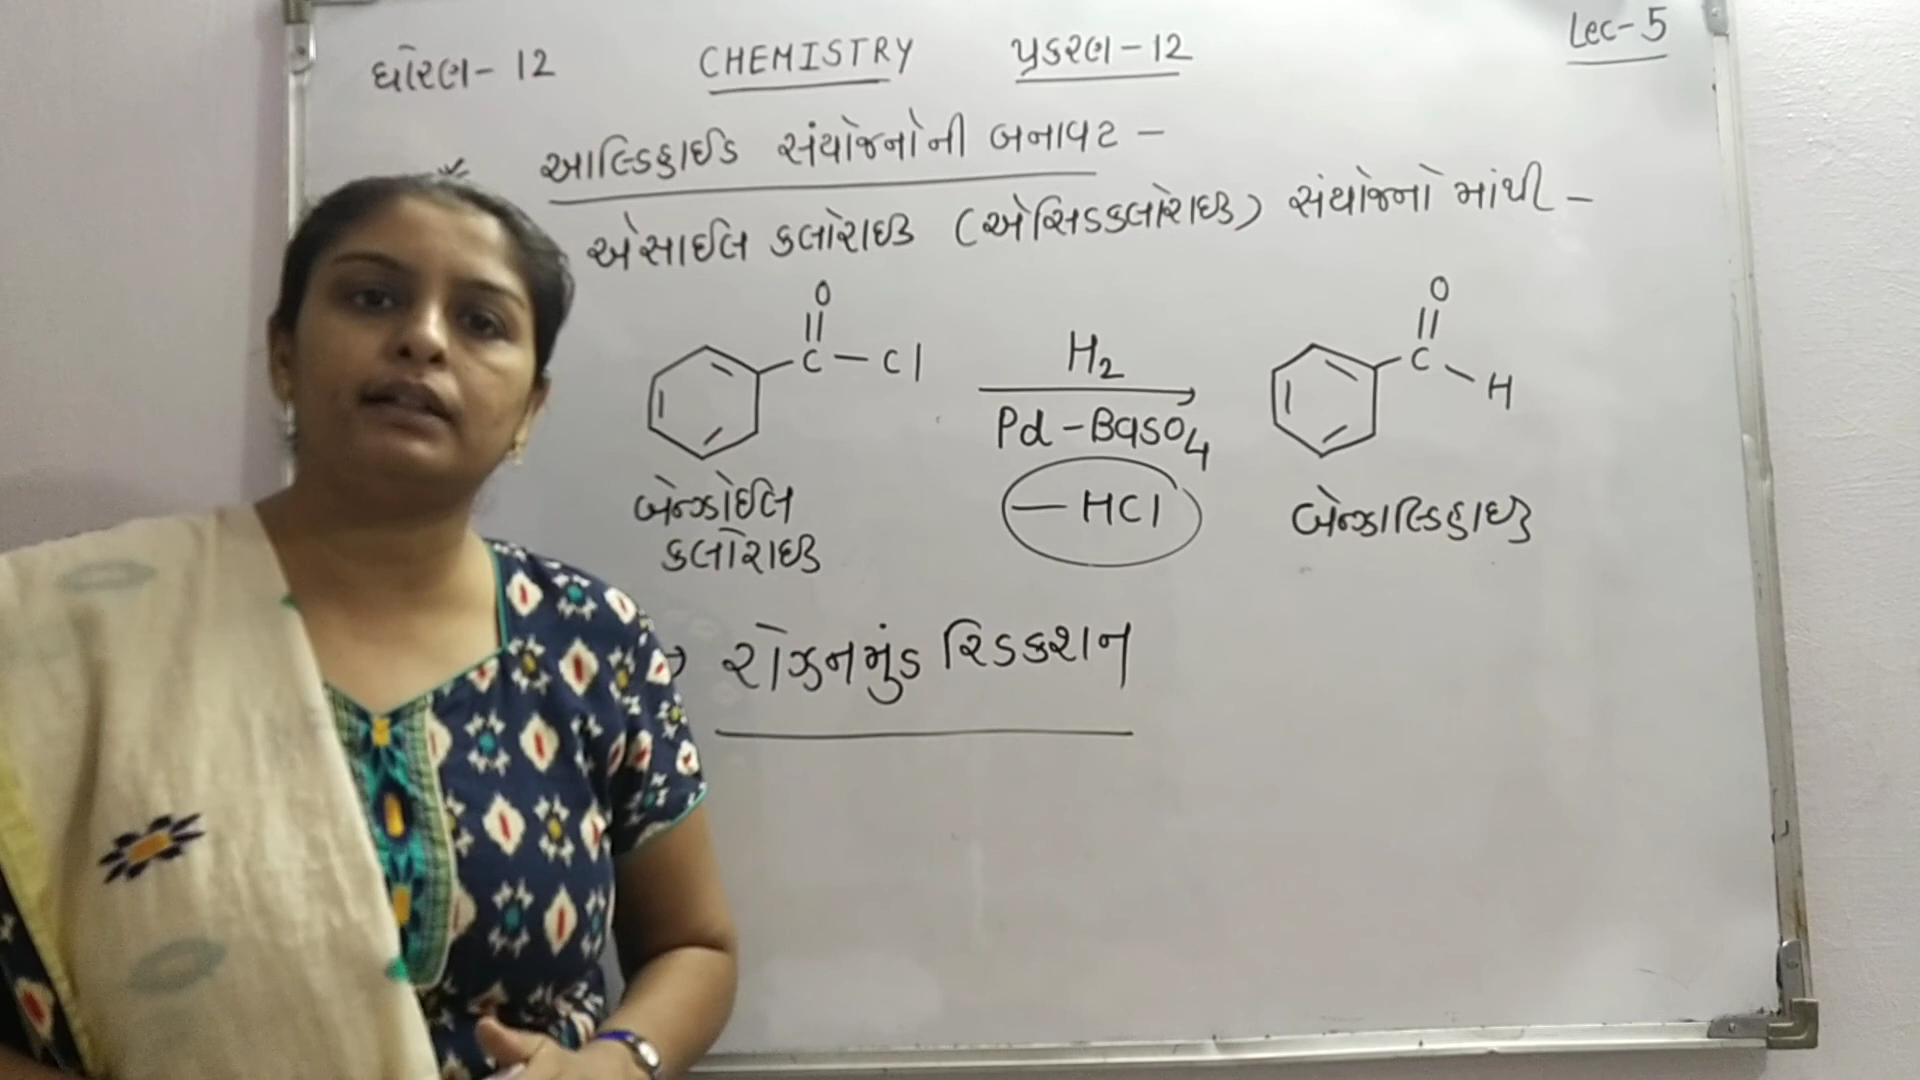 ધોરણ - 12 CHEMISTRY પ્રકરણ - 12 Lec - 5
આલ્ડિહાઈડ સંયોજનોની બનાવટ -
એસાઈલ ક્લોરાઇડ (એસિડક્લોરાઇડ) સંયોજનો માંથી -
O
C - Cl
H2
Pd - BaSO4
- HCl
O
C
H
બેન્ઝોઈલ
ક્લોરાઇડ
બેન્ઝાલ્ડિહાઇડ
રોઝનમુંડ રિડક્શન